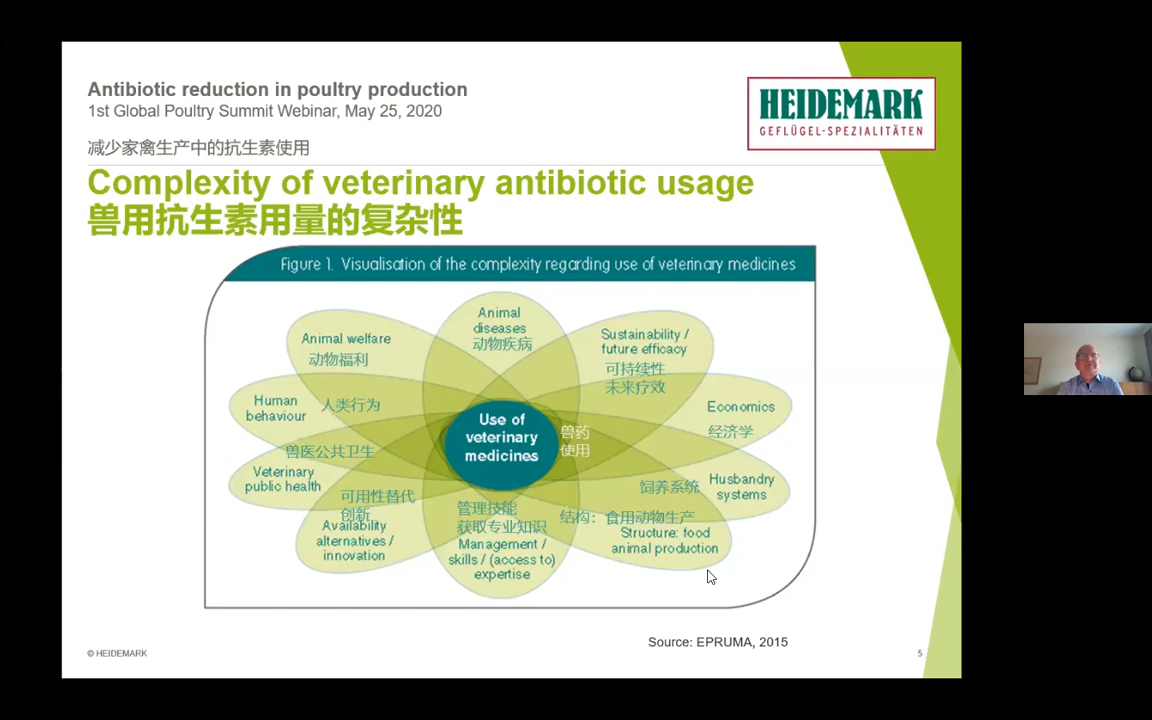 Antibiotic reduction in poultry production
1st Global Poultry Summit Webinar, May 25, 2020
减少家禽生产中的抗生素使用
HEIDEMARK
GEFLÜGEL-SPEZIALITÄTEN
Complexity of veterinary antibiotic usage
兽用抗生素用量的复杂性
Figure 1. Visualisation of the complexity regarding use of veterinary medicines
Animal
diseases
动物疾病
Animal welfare
动物福利
Sustainability /
future efficacy
可持续性
未来疗效
Human
behaviour
人类行为
Economics
经济学
Use of
veterinary
medicines
兽药
使用
兽医公共卫生
Veterinary
public health
饲养系统
Husbandry
systems
可用性替代
创新
Availability
alternatives /
innovation
管理技能
获取专业知识
Management /
skills / (access to)
expertise
结构：食用动物生产
Structure: food
animal production
Source: EPRUMA, 2015
© HEIDEMARK
5